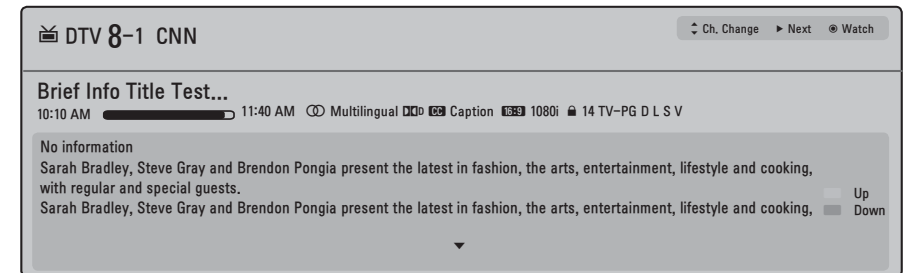 DTV 8-1 CNN
Ch. Change Next Watch
Brief Info Title Test...
10:10 AM 11:40 AM Multilingual DD D CC Caption 16:9 1080i 14 TV-PG D L S V
No information
Sarah Bradley, Steve Gray and Brendon Pongia present the latest in fashion, the arts, entertainment, lifestyle and cooking,
with regular and special guests.
Up
Sarah Bradley, Steve Gray and Brendon Pongia present the latest in fashion, the arts, entertainment, lifestyle and cooking,
Down